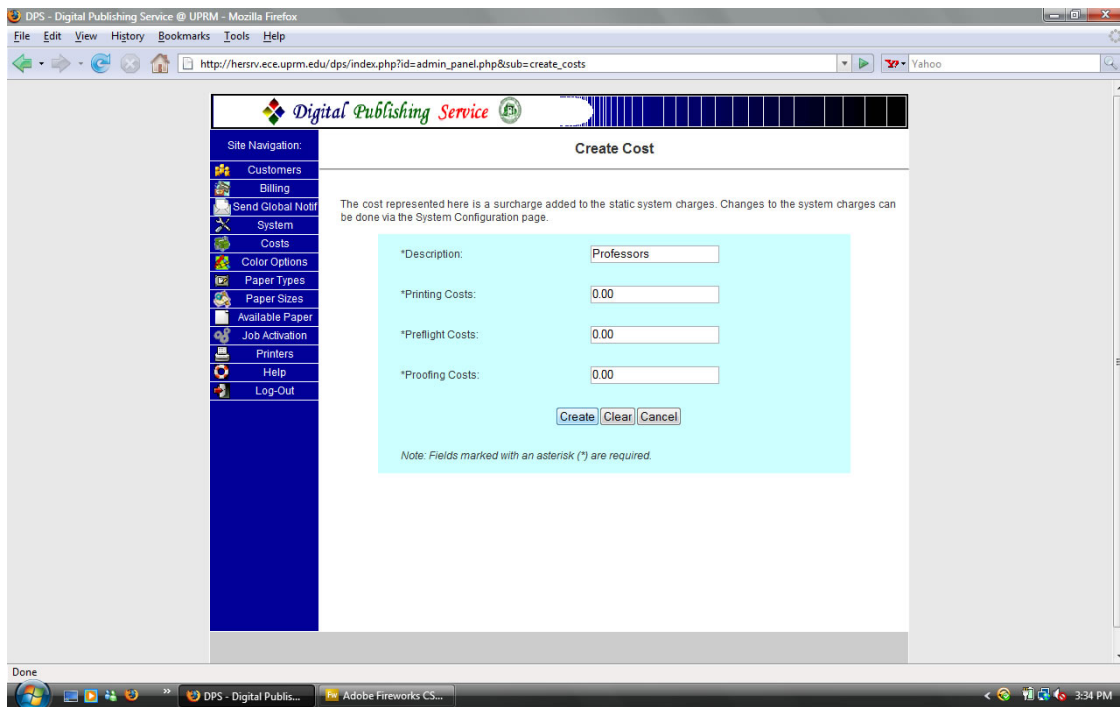 DPS - Digital Publishing Service @ UPRM - Mozilla Firefox
File Edit View History Bookmarks Tools Help
http://hersrv.ece.uprm.edu/dps/index.php?id=admin_panel.php&sub=create_costs
Yahoo
Digital Publishing Service
Site Navigation:
Customers
Billing
Send Global Notif
System
Costs
Color Options
Paper Types
Paper Sizes
Available Paper
Job Activation
Printers
Help
Log-Out
Create Cost
The cost represented here is a surcharge added to the static system charges. Changes to the system charges can
be done via the System Configuration page.
*Description: Professors
*Printing Costs: 0.00
*Preflight Costs: 0.00
*Proofing Costs: 0.00
Create Clear Cancel
Note: Fields marked with an asterisk (*) are required.
Done
DPS - Digital Publis... Fw Adobe Fireworks CS... 3:34 PM